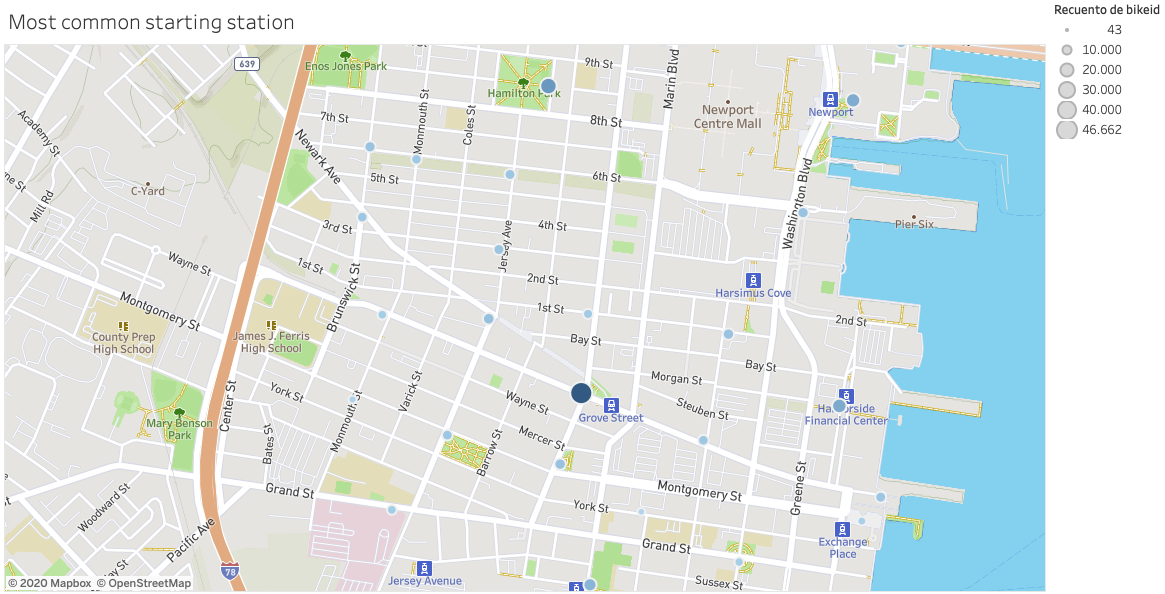 Most common starting station
Recuento de bikeid
43
10.000
20.000
30.000
40.000
46.662
639
Enos Jones Park
9th St
Hamilton Park
Marin Blvd
Newport
Centre Mall
Newport
7th St
Monmouth St
Coles St
8th St
Academy St
Newark Ave
C-Yard
5th St
6th St
Washington Blvd
Mill Rd
3rd St
Jersey Ave
4th St
Pier Six
Wayne St
1st St
2nd St
Harsimus Cove
Montgomery St
Brunswick St
1st St
2nd St
County Prep
High School
James J. Ferris
High School
Bay St
Bay St
Morgan St
Center St
York St
Varick St
Wayne St
Steuben St
Grove Street
Harborside
Financial Center
Mary Benson
Park
Monmouth St
Bates St
Mercer St
Barrow St
Greene St
Woodward St
Grand St
Montgomery St
York St
Pacific Ave
Grand St
Exchange
Place
78
Jersey Avenue
Sussex St
© 2020 Mapbox © OpenStreetMap